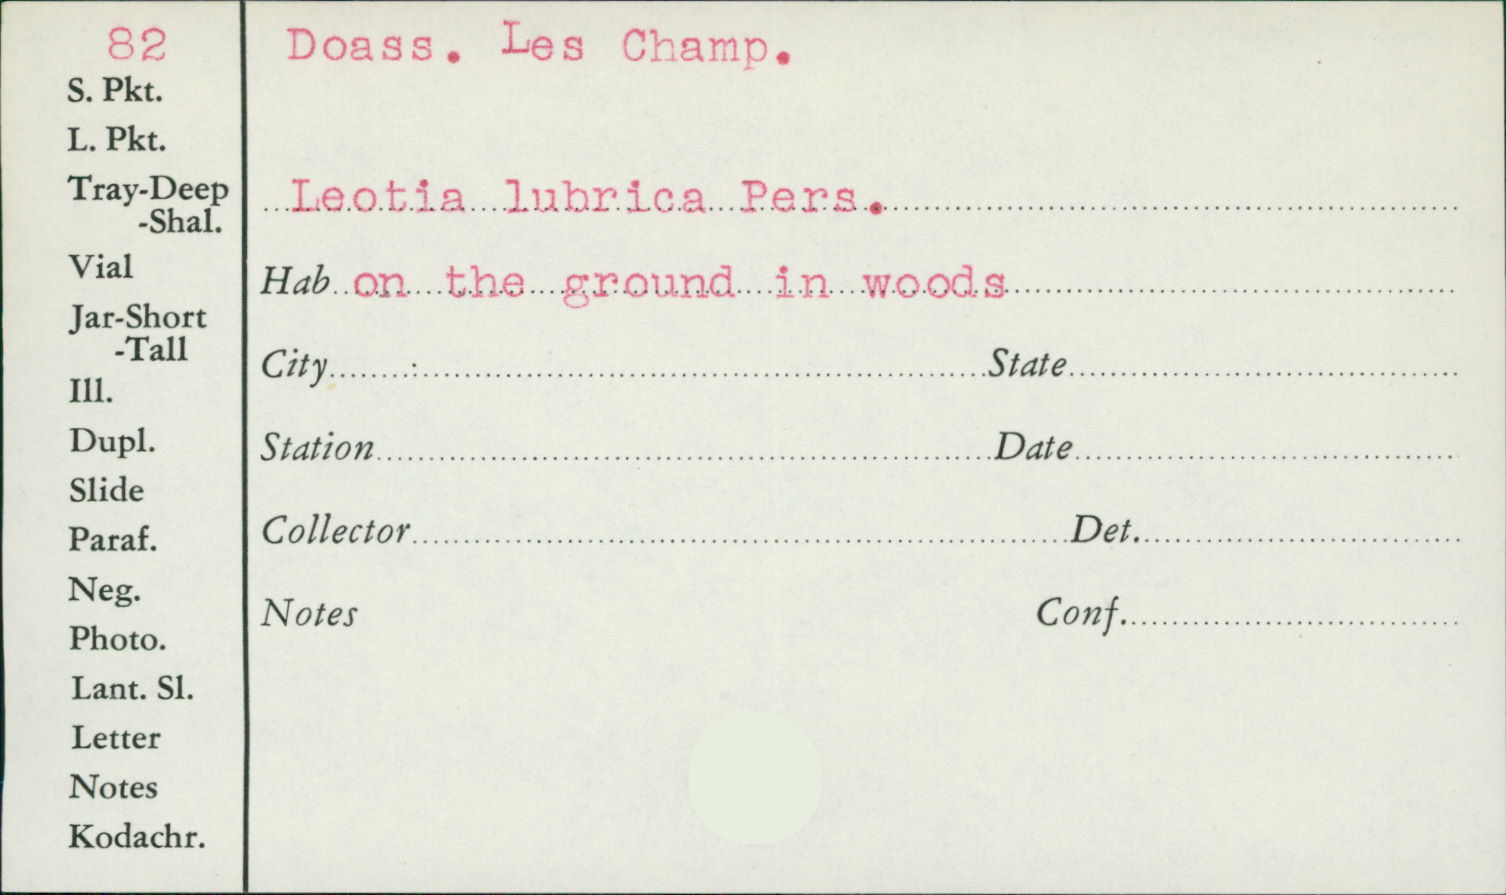 82
Doass. Les Champ.
S. Pkt.
L. Pkt.
Tray-Deep
-Shal.
Leotia lubrica Pers.
Vial
Hab on the ground in woods
Jar-Short
-Tall
City
State
Ill.
Dupl.
Station
Date
Slide
Paraf.
Collector
Det.
Neg.
Notes
Conf.
Photo.
Lant. Sl.
Letter
Notes
Kodachr.